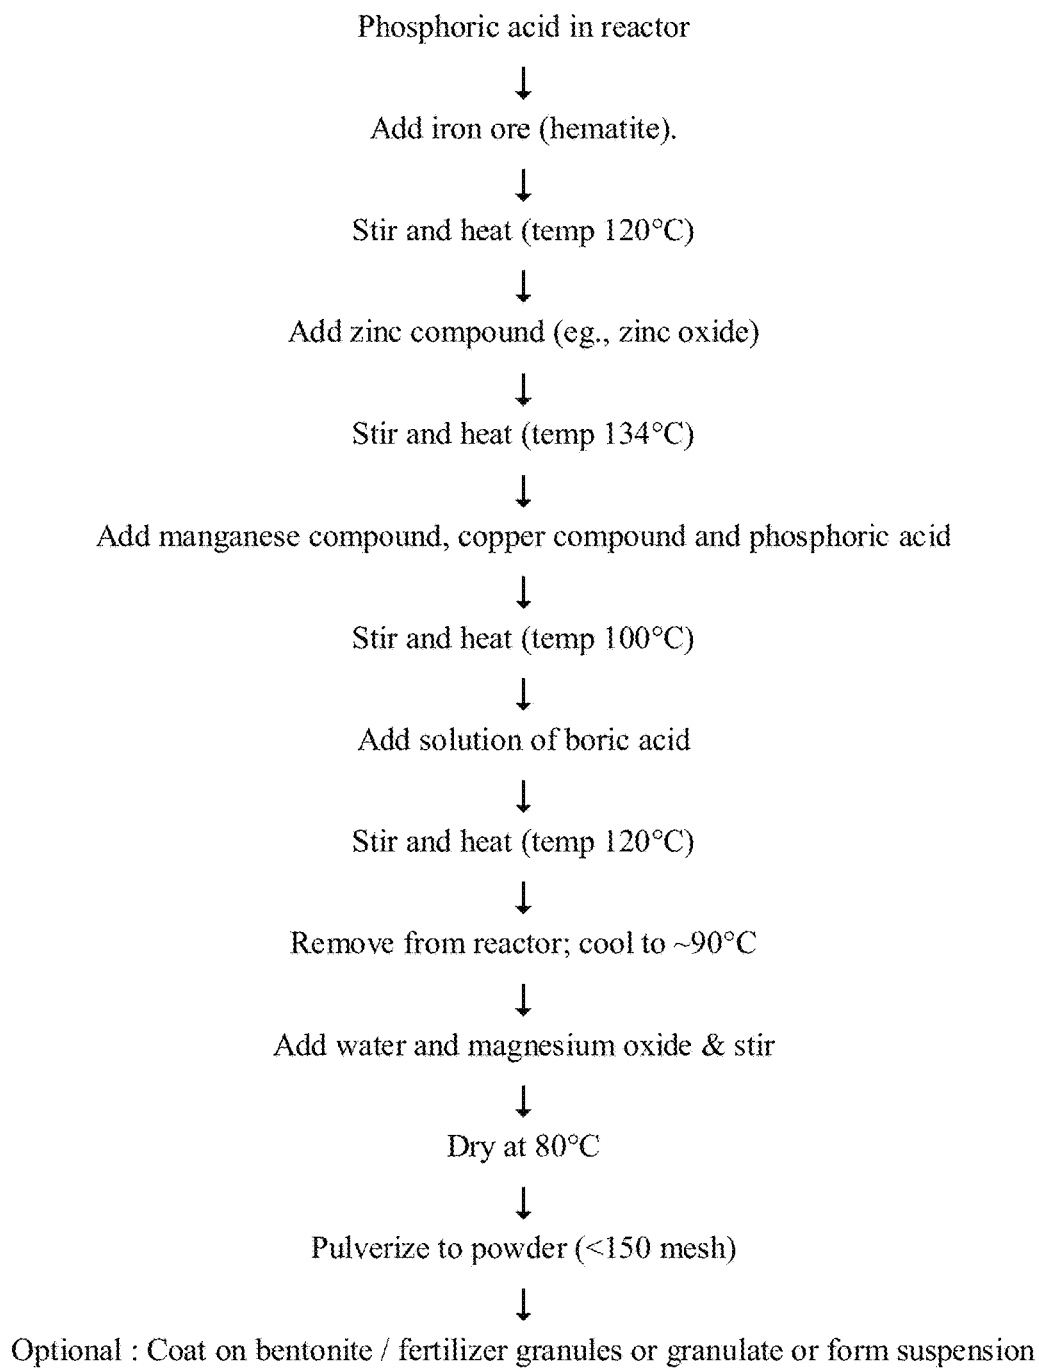 Phosphoric acid in reactor
↓
Add iron ore (hematite).
↓
Stir and heat (temp 120°C)
↓
Add zinc compound (eg., zinc oxide)
↓
Stir and heat (temp 134°C)
↓
Add manganese compound, copper compound and phosphoric acid
↓
Stir and heat (temp 100°C)
↓
Add solution of boric acid
↓
Stir and heat (temp 120°C)
↓
Remove from reactor; cool to ~90°C
↓
Add water and magnesium oxide & stir
↓
Dry at 80°C
↓
Pulverize to powder (<150 mesh)
↓
Optional : Coat on bentonite / fertilizer granules or granulate or form suspension